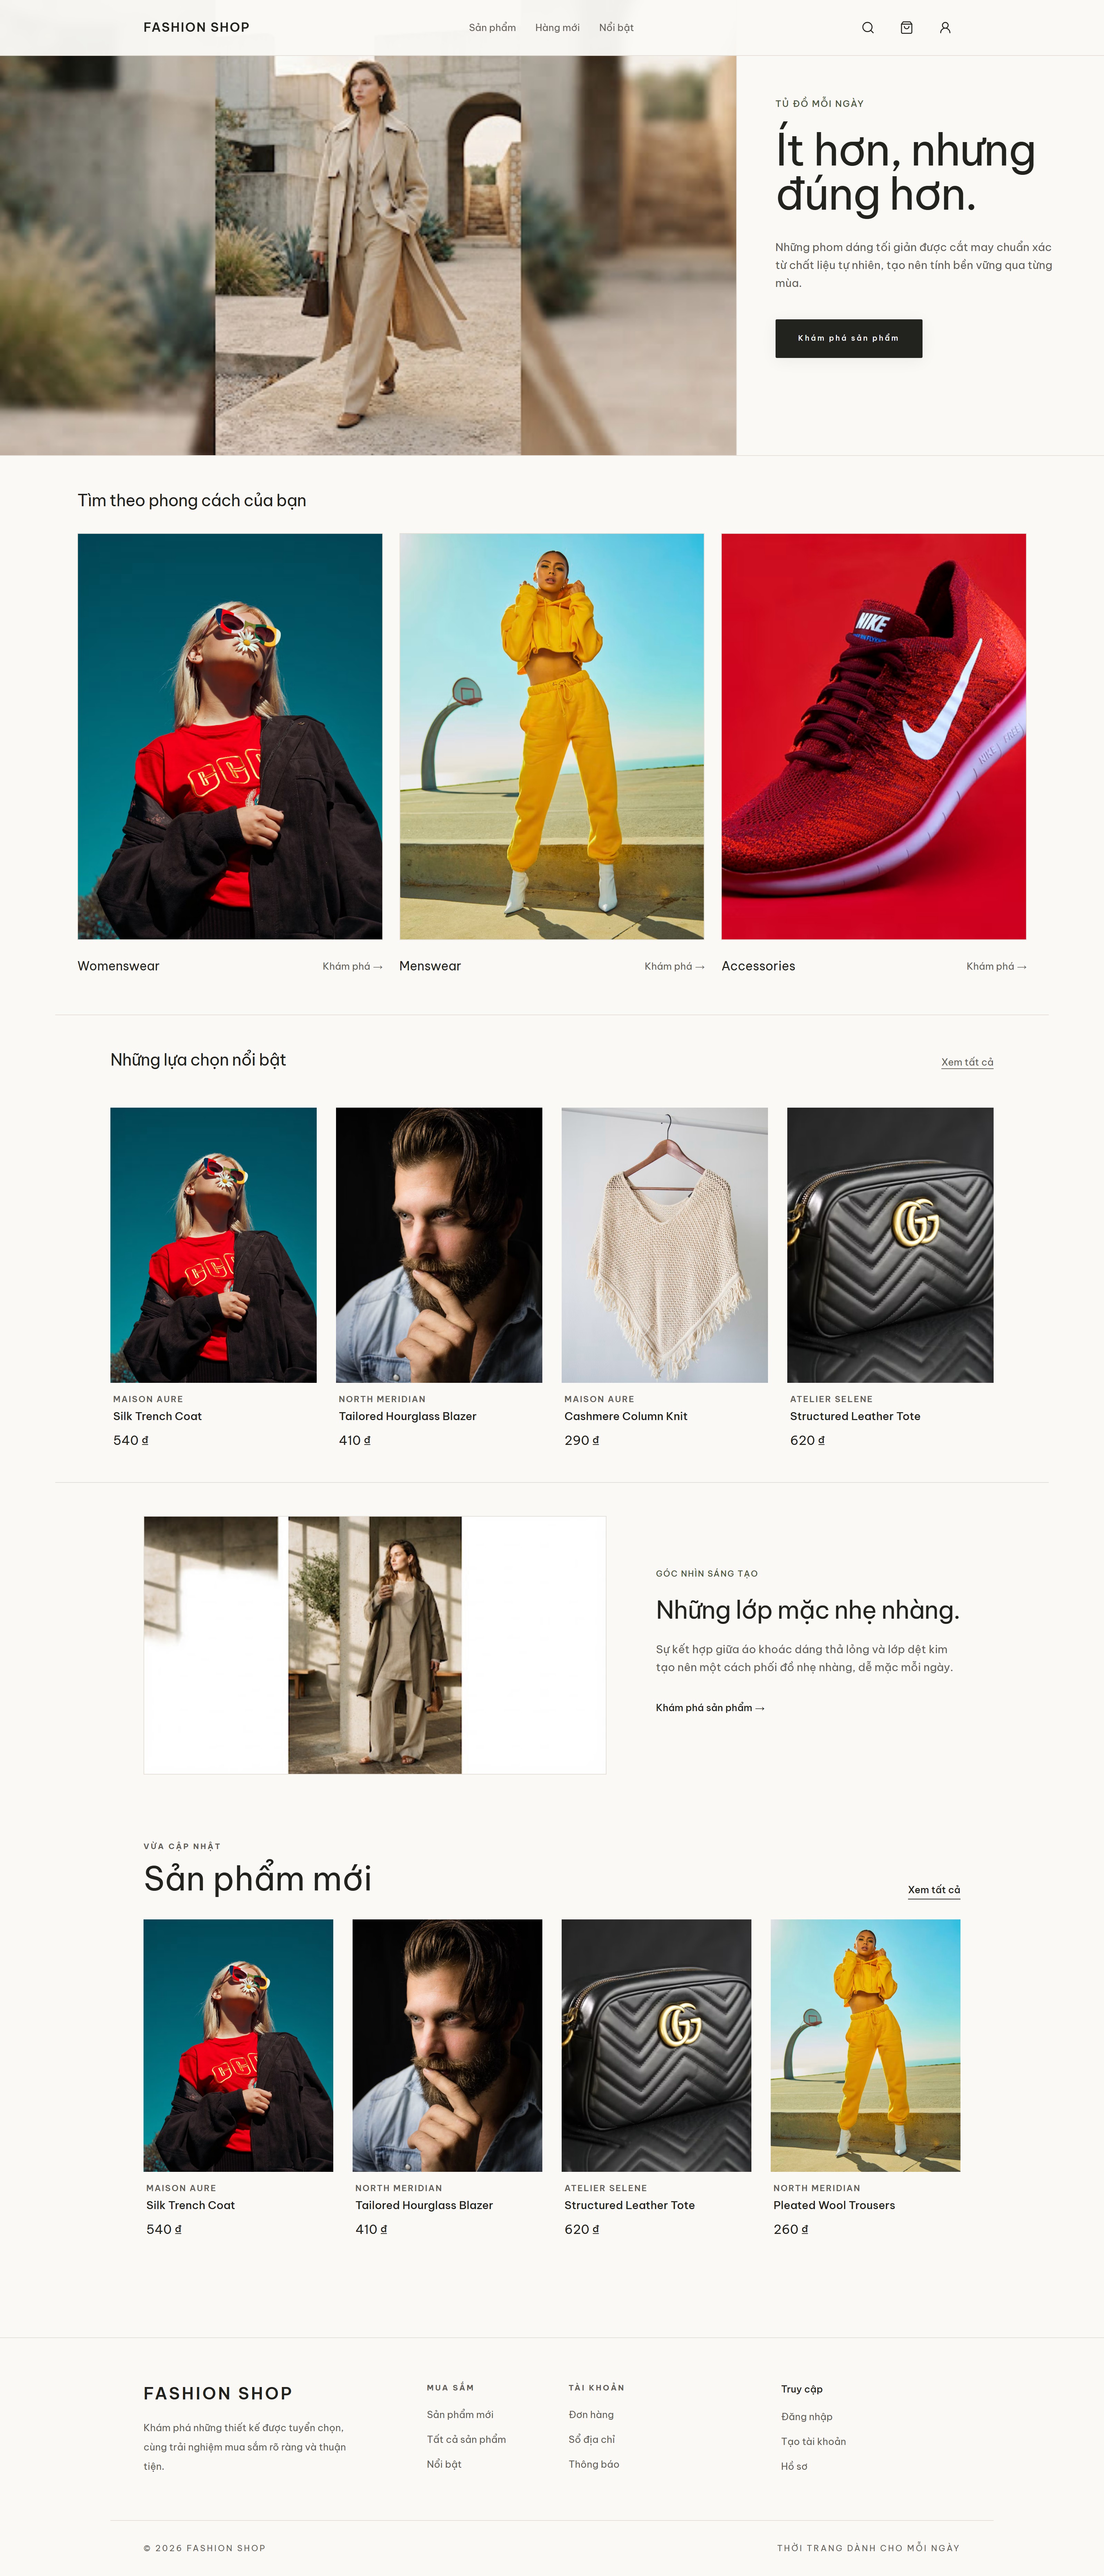 FASHION SHOP
Sản phẩm
Hàng mới
Nổi bật
TỦ ĐỒ MỖI NGÀY
Ít hơn, nhưng
đúng hơn.
Những phom dáng tối giản được cắt may chuẩn xác
từ chất liệu tự nhiên, tạo nên tính bền vững qua từng
mùa.
Khám phá sản phẩm
Tìm theo phong cách của bạn
NIKE
NIKE FREE
Womenswear
Khám phá →
Menswear
Khám phá →
Accessories
Khám phá →
Những lựa chọn nổi bật
Xem tất cả
MAISON AURE
Silk Trench Coat
540 ₫
NORTH MERIDIAN
Tailored Hourglass Blazer
410 ₫
MAISON AURE
Cashmere Column Knit
290 ₫
ATELIER SELENE
Structured Leather Tote
620 ₫
GÓC NHÌN SÁNG TẠO
Những lớp mặc nhẹ nhàng.
Sự kết hợp giữa áo khoác dáng thả lỏng và lớp dệt kim
tạo nên một cách phối đồ nhẹ nhàng, dễ mặc mỗi ngày.
Khám phá sản phẩm →
VỪA CẬP NHẬT
Sản phẩm mới
Xem tất cả
MAISON AURE
Silk Trench Coat
540 ₫
NORTH MERIDIAN
Tailored Hourglass Blazer
410 ₫
ATELIER SELENE
Structured Leather Tote
620 ₫
NORTH MERIDIAN
Pleated Wool Trousers
260 ₫
FASHION SHOP
Khám phá những thiết kế được tuyển chọn,
cùng trải nghiệm mua sắm rõ ràng và thuận
tiện.
MUA SẮM
Sản phẩm mới
Tất cả sản phẩm
Nổi bật
TÀI KHOẢN
Đơn hàng
Sổ địa chỉ
Thông báo
Truy cập
Đăng nhập
Tạo tài khoản
Hồ sơ
© 2026 FASHION SHOP
THỜI TRANG DÀNH CHO MỖI NGÀY